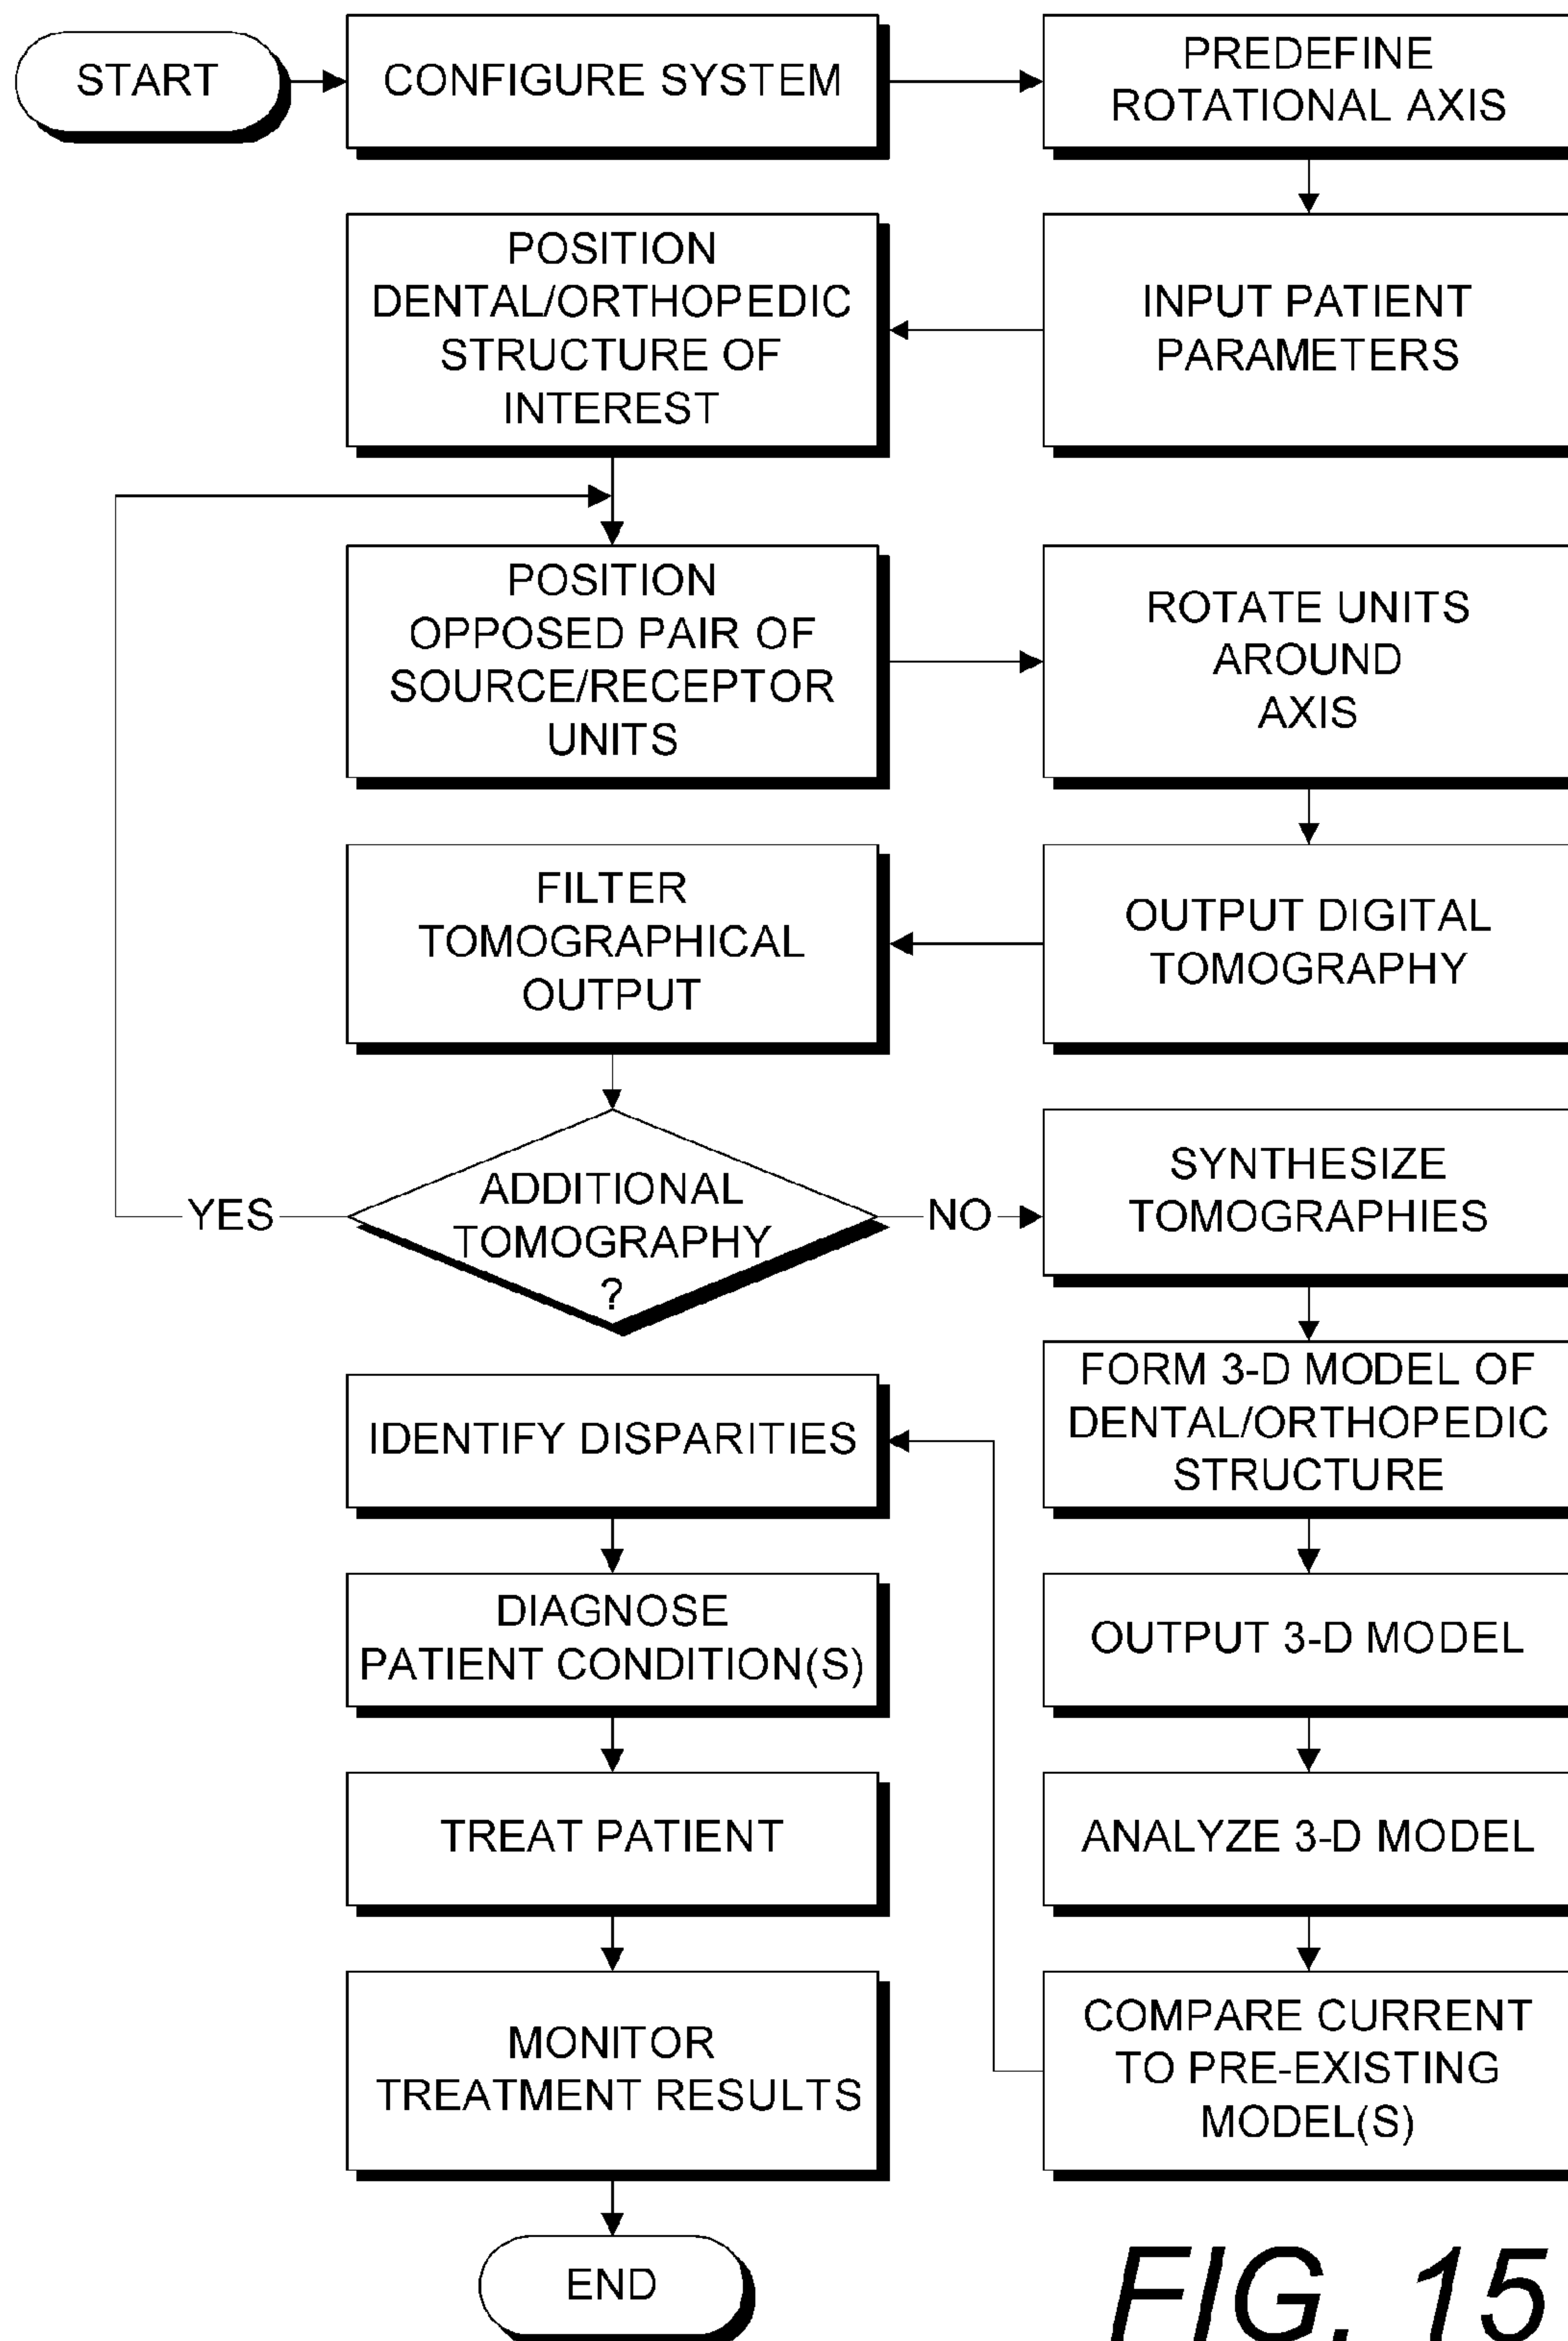 START
CONFIGURE SYSTEM
PREDEFINE
ROTATIONAL AXIS
INPUT PATIENT
PARAMETERS
POSITION
DENTAL/ORTHOPEDIC
STRUCTURE OF
INTEREST
POSITION
OPPOSED PAIR OF
SOURCE/RECEPTOR
UNITS
ROTATE UNITS
AROUND
AXIS
OUTPUT DIGITAL
TOMOGRAPHY
FILTER
TOMOGRAPHICAL
OUTPUT
ADDITIONAL
TOMOGRAPHY
?
YES
NO
SYNTHESIZE
TOMOGRAPHIES
FORM 3-D MODEL OF
DENTAL/ORTHOPEDIC
STRUCTURE
OUTPUT 3-D MODEL
ANALYZE 3-D MODEL
COMPARE CURRENT
TO PRE-EXISTING
MODEL(S)
IDENTIFY DISPARITIES
DIAGNOSE
PATIENT CONDITION(S)
TREAT PATIENT
MONITOR
TREATMENT RESULTS
END
FIG. 15